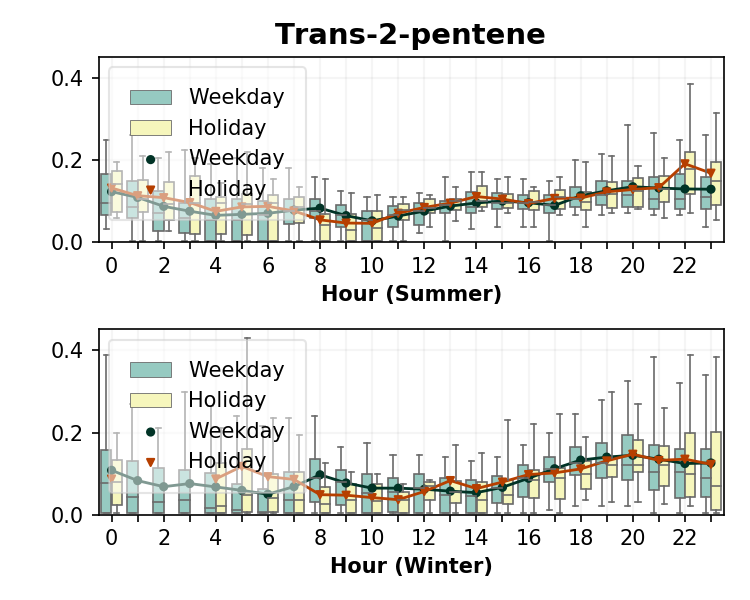 Trans-2-pentene
0.4
0.2
0.0
Weekday
Holiday
Weekday
Holiday
0 2 4 6 8 10 12 14 16 18 20 22
Hour (Summer)
0.4
0.2
0.0
Weekday
Holiday
Weekday
Holiday
0 2 4 6 8 10 12 14 16 18 20 22
Hour (Winter)